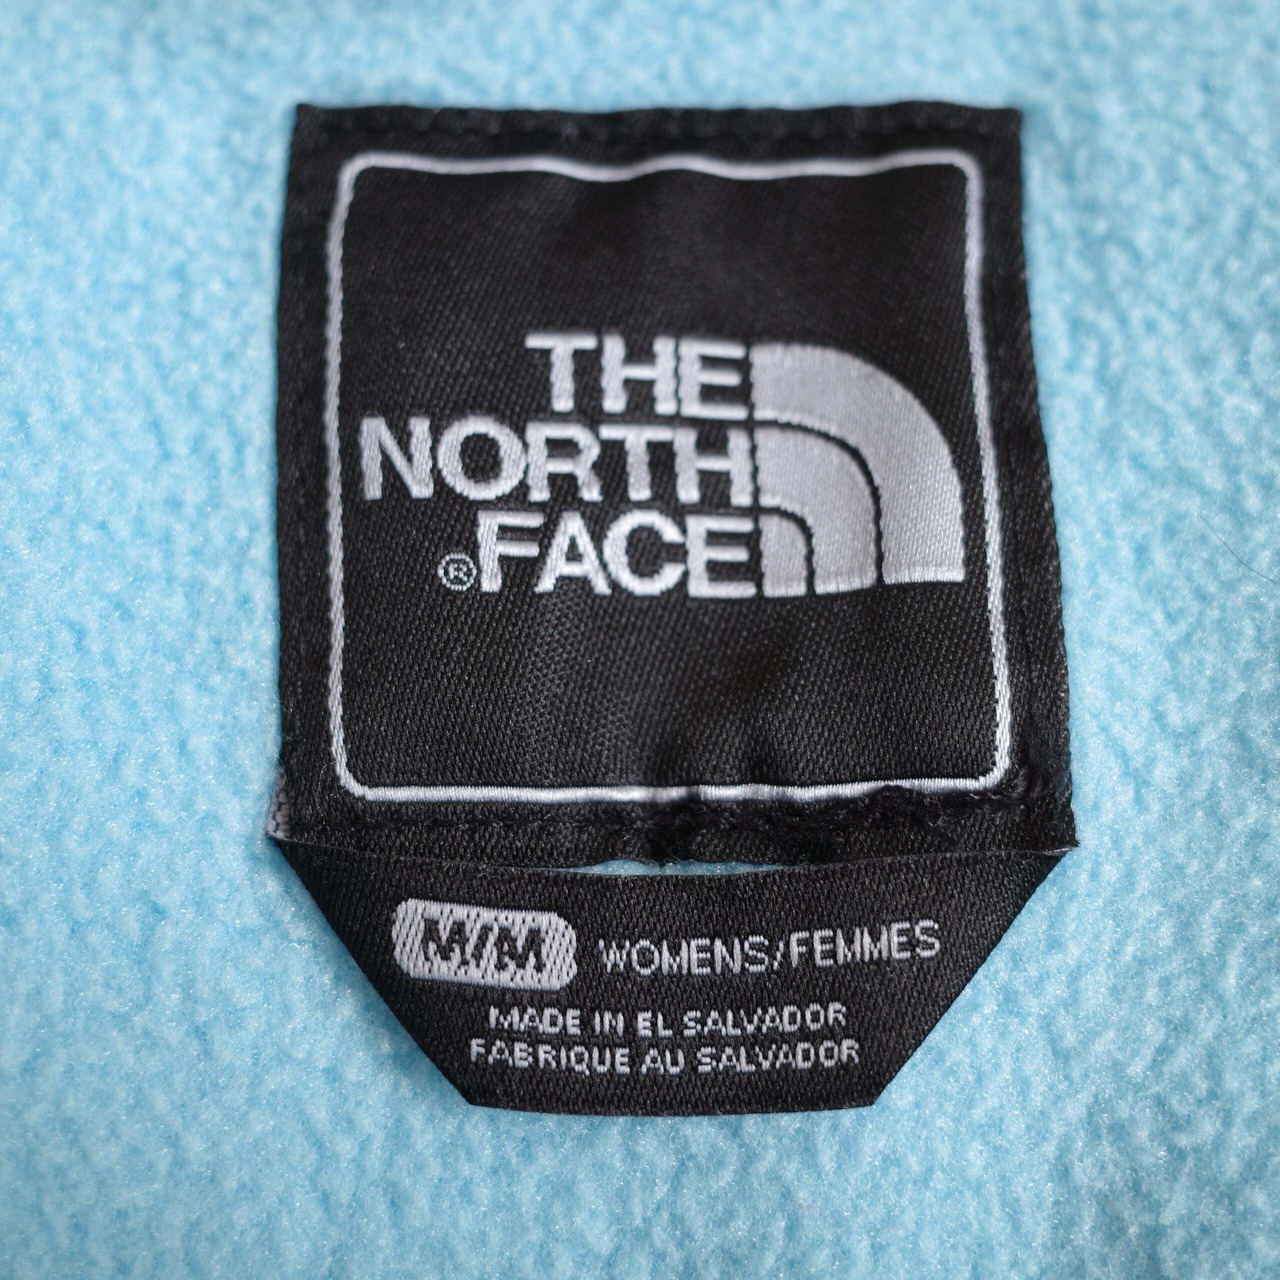 THE
NORTH
®FACE
M/M WOMENS/FEMMES
MADE IN EL SALVADOR
FABRIQUE AU SALVADOR